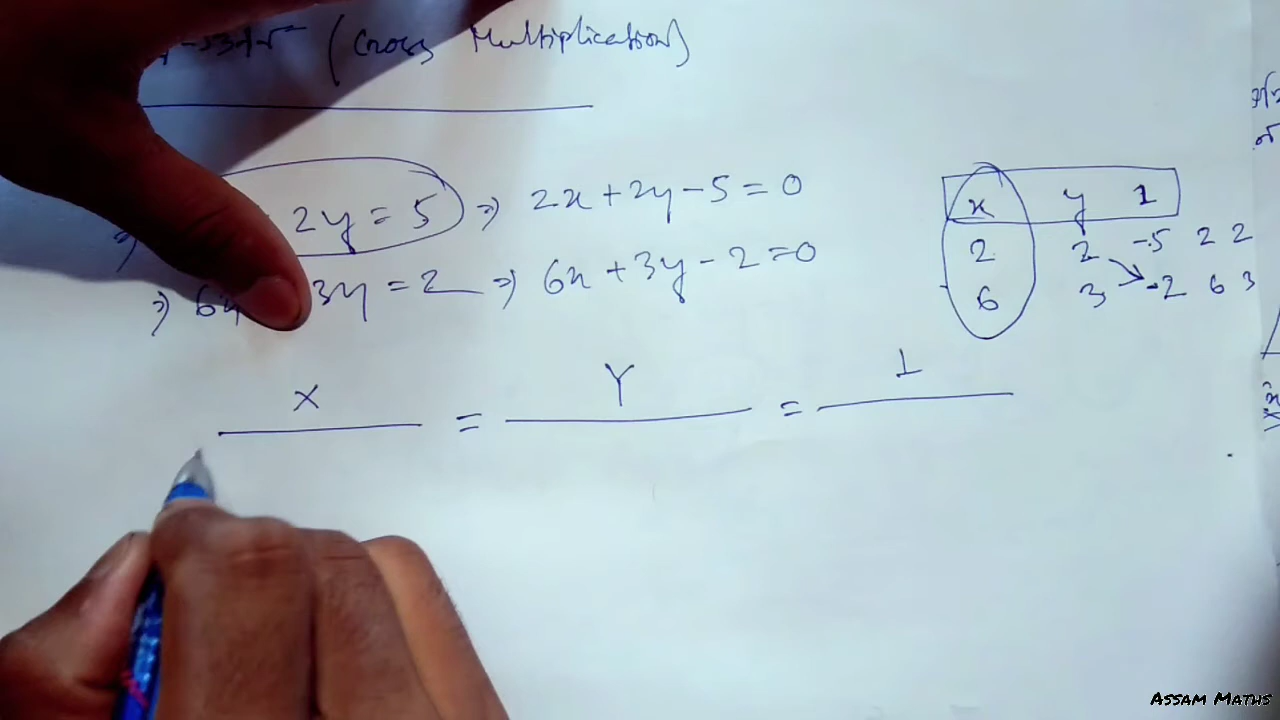 (Cross Multiplication)
2y = 5 ⇒ 2x + 2y - 5 = 0
⇒ 6x 3y = 2 ⇒ 6x + 3y - 2 = 0
x y 1
2 2 -5 2 2
6 3 -2 6 3
X = Y = 1
ASSAM MATHS